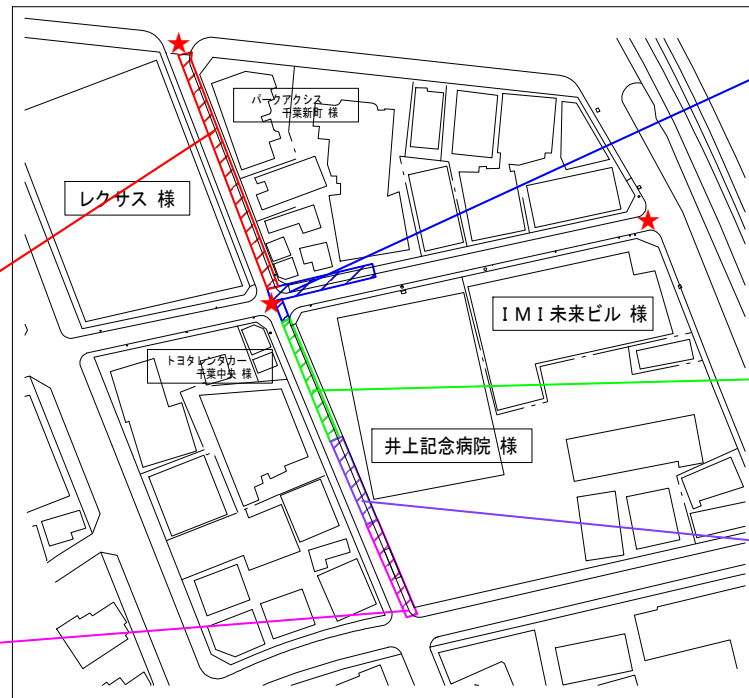 パークアクシス
千葉新町 様
レクサス 様
ＩＭＩ未来ビル 様
トヨタレンタカー
千葉中央 様
井上記念病院 様